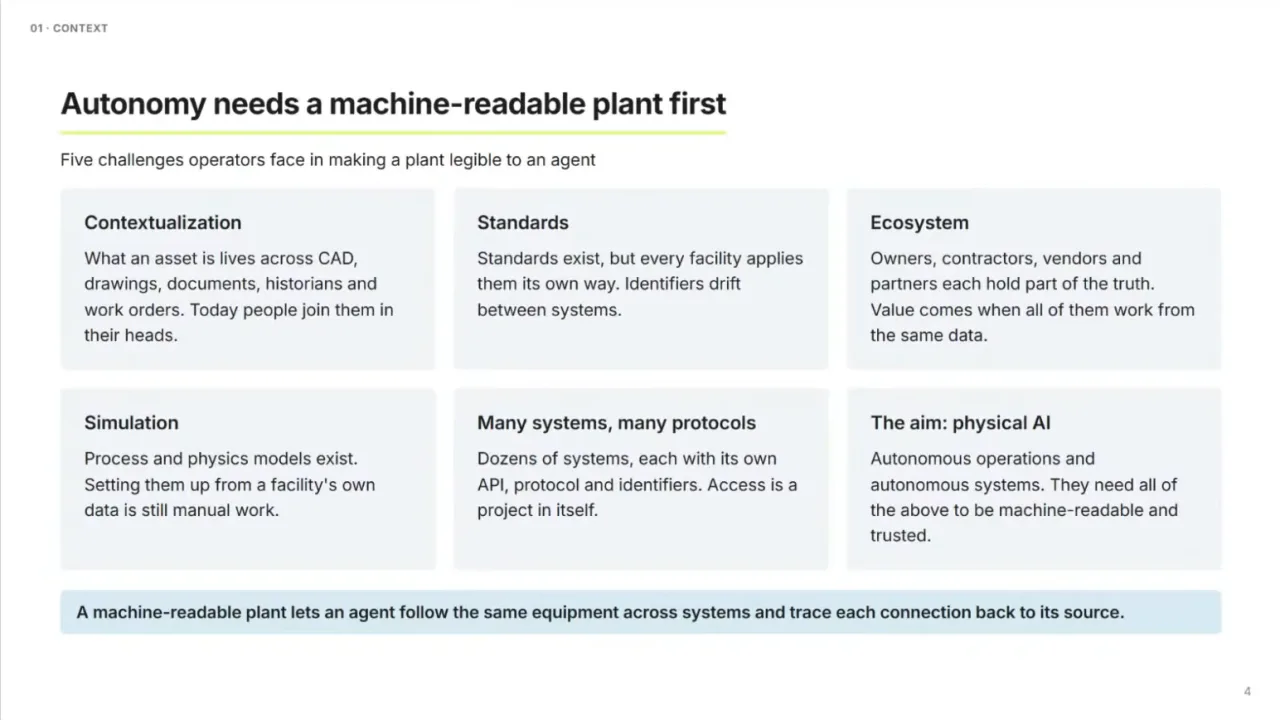 01 · CONTEXT
Autonomy needs a machine-readable plant first
Five challenges operators face in making a plant legible to an agent
Contextualization
What an asset is lives across CAD,
drawings, documents, historians and
work orders. Today people join them in
their heads.
Standards
Standards exist, but every facility applies
them its own way. Identifiers drift
between systems.
Ecosystem
Owners, contractors, vendors and
partners each hold part of the truth.
Value comes when all of them work from
the same data.
Simulation
Process and physics models exist.
Setting them up from a facility's own
data is still manual work.
Many systems, many protocols
Dozens of systems, each with its own
API, protocol and identifiers. Access is a
project in itself.
The aim: physical AI
Autonomous operations and
autonomous systems. They need all of
the above to be machine-readable and
trusted.
A machine-readable plant lets an agent follow the same equipment across systems and trace each connection back to its source.
4